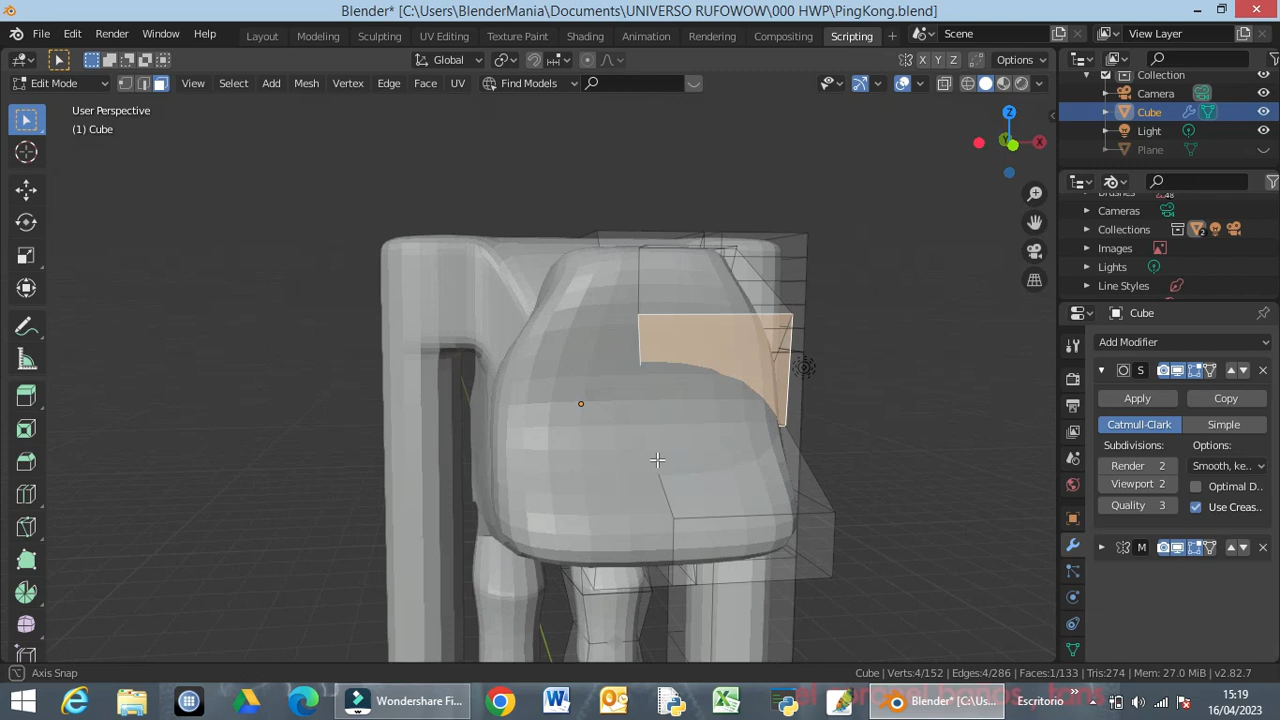 Blender* [C:\Users\BlenderMania\Documents\UNIVERSO RUFOWOW\000 HWP\PingKong.blend]
File Edit Render Window Help Layout Modeling Sculpting UV Editing Texture Paint Shading Animation Rendering Compositing Scripting Scene View Layer
Global X Y Z Options
Edit Mode View Select Add Mesh Vertex Edge Face UV Find Models
User Perspective
(1) Cube
Z
X
Y
Collection
Camera
Cube
Light
Plane
Cameras
Collections 2
Images
Lights
Line Styles
Cube
Add Modifier
S
Apply Copy
Catmull-Clark Simple
Subdivisions: Options:
Render 2 Smooth, ke...
Viewport 2 Optimal D...
Quality 3 Use Creas...
M
Axis Snap Cube | Verts:4/152 | Edges:4/286 | Faces:1/133 | Tris:274 | Mem: 27.0 MiB | v2.82.7
Wondershare Fi... Blender* [C:\Us... Escritorio
15:19
16/04/2023